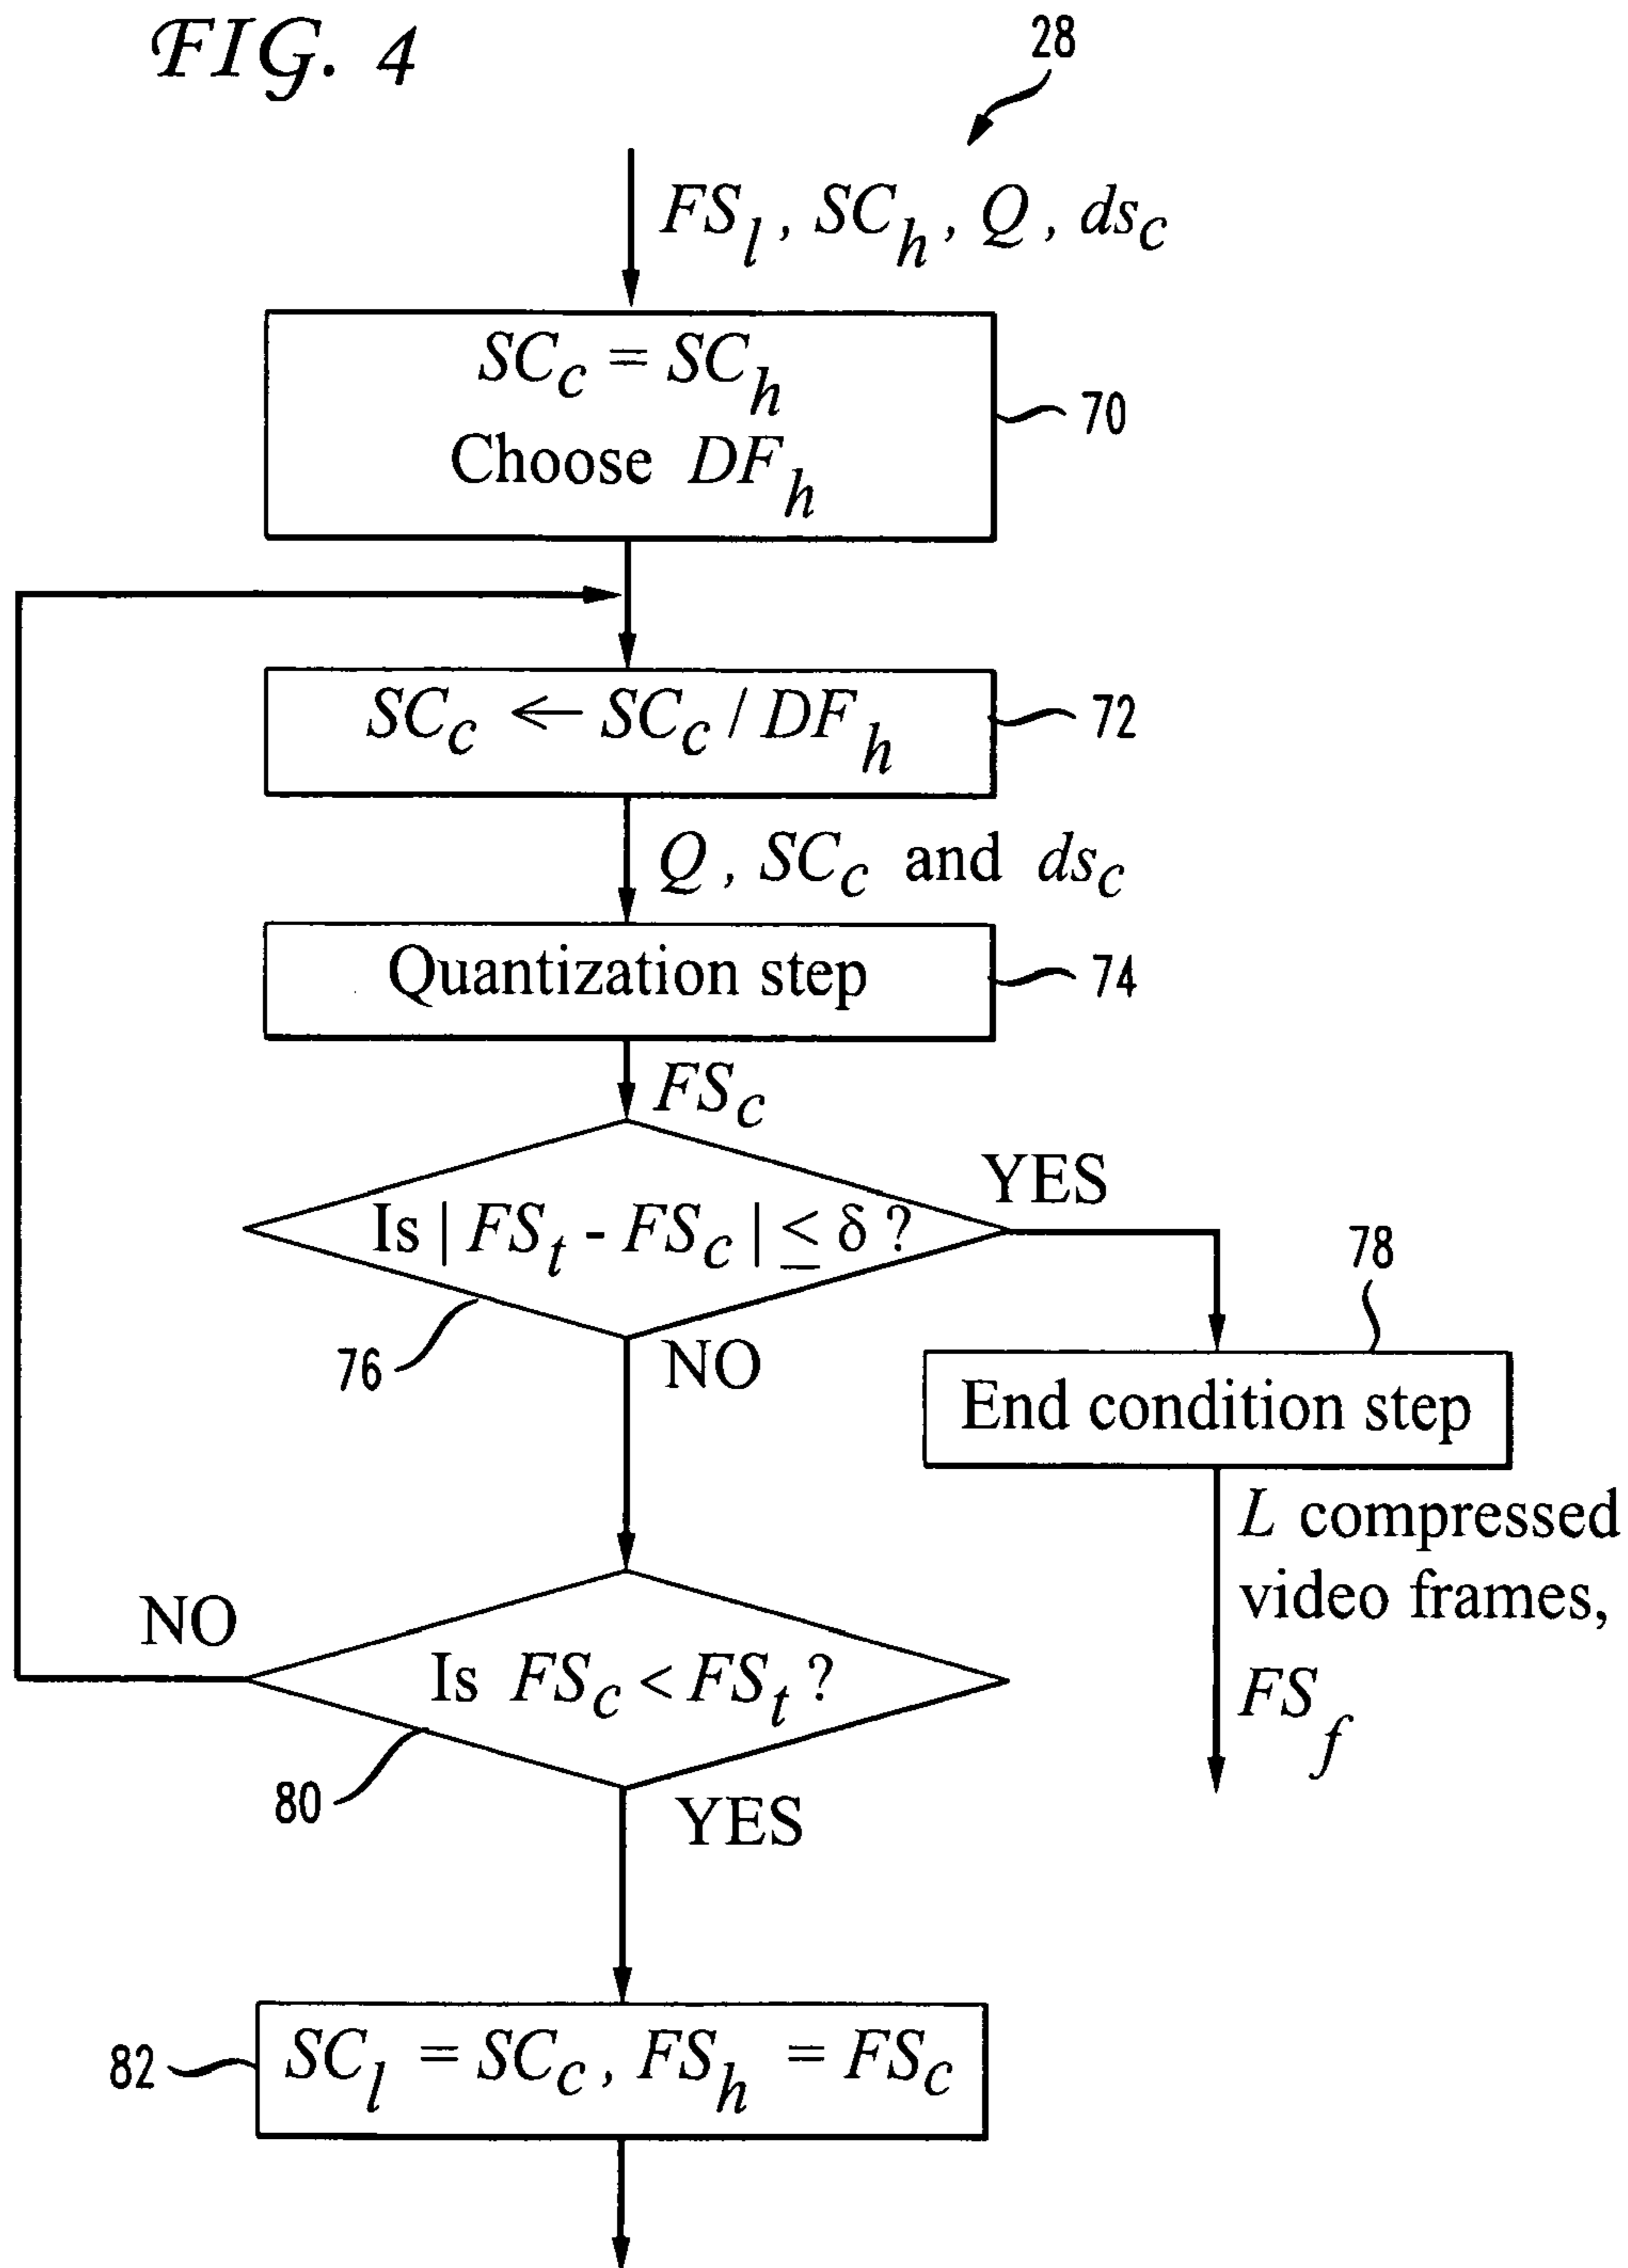 FIG. 4
28
FS_l, SC_h, Q, ds_c
SC_c = SC_h
Choose DF_h
70
SC_c ← SC_c / DF_h
72
Q, SC_c and ds_c
Quantization step
74
FS_c
Is | FS_t - FS_c | ≤ δ ?
YES
76
NO
78
End condition step
L compressed
video frames,
FS_f
Is FS_c < FS_t ?
NO
80
YES
SC_l = SC_c, FS_h = FS_c
82